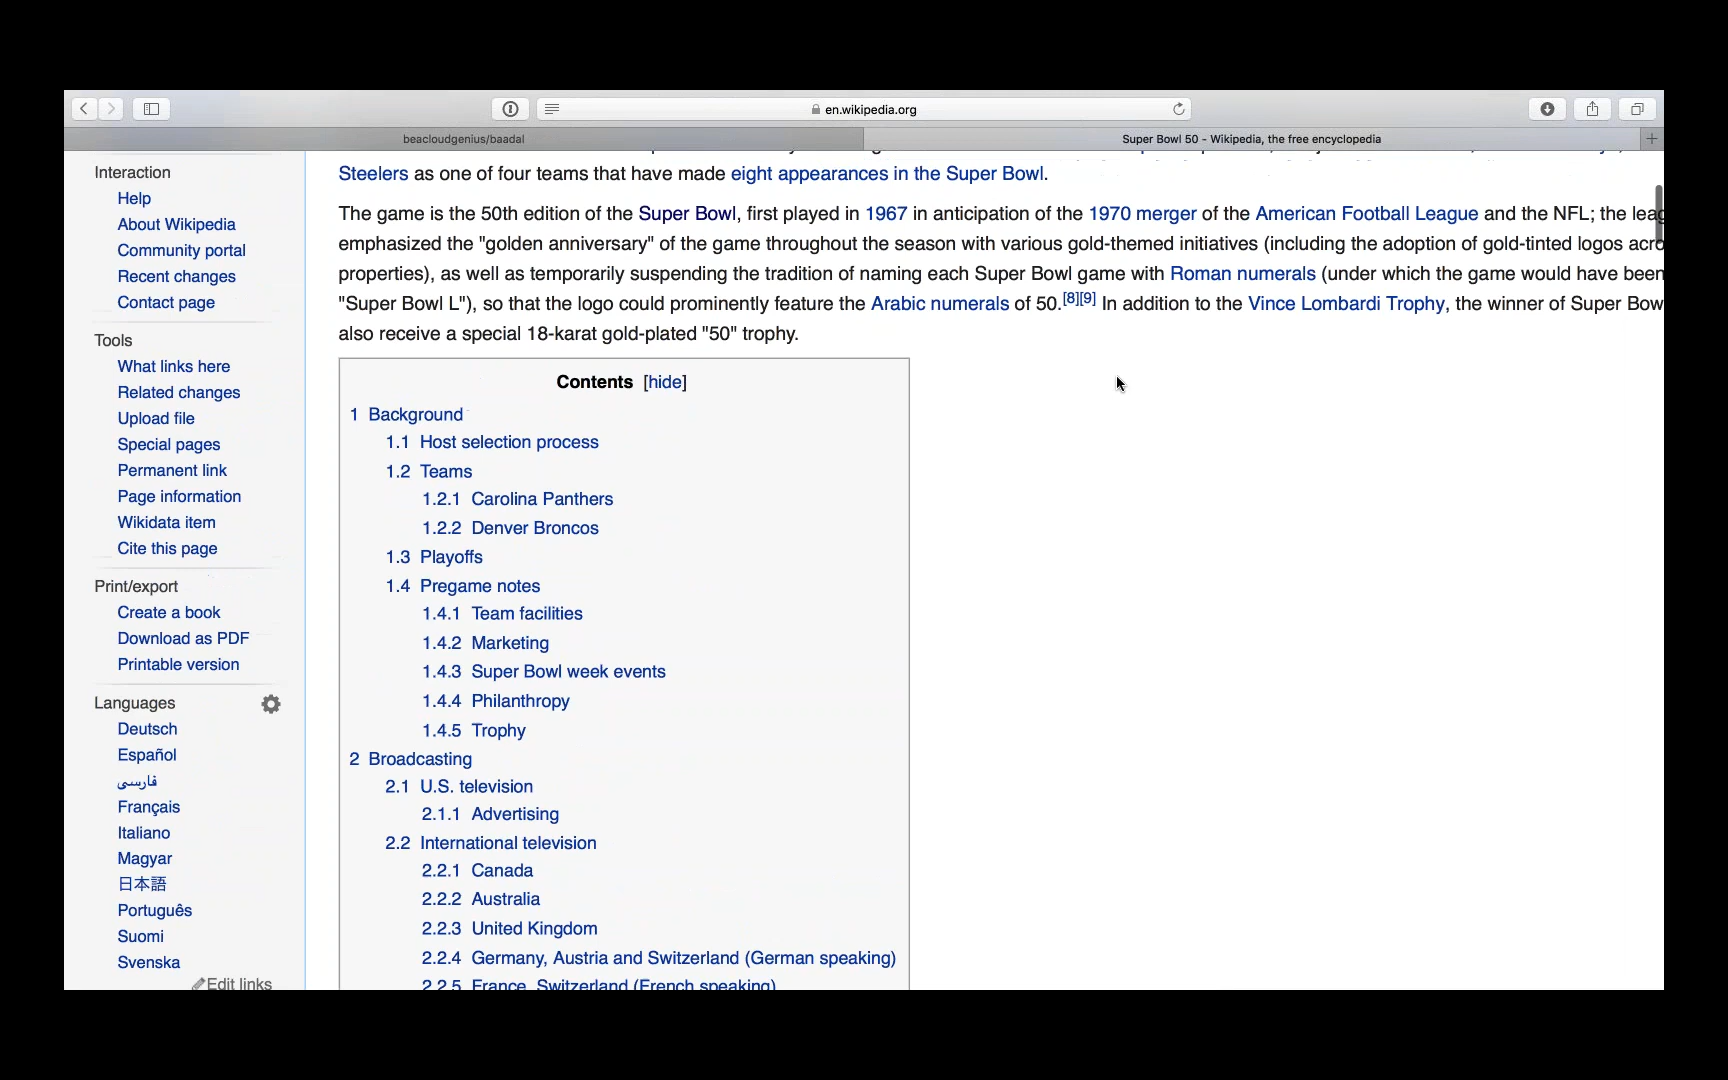 en.wikipedia.org
beacloudgenius/baadal
Super Bowl 50 - Wikipedia, the free encyclopedia
Interaction
Help
About Wikipedia
Community portal
Recent changes
Contact page
Tools
What links here
Related changes
Upload file
Special pages
Permanent link
Page information
Wikidata item
Cite this page
Print/export
Create a book
Download as PDF
Printable version
Languages
Deutsch
Español
فارسی
Français
Italiano
Magyar
日本語
Português
Suomi
Svenska
Edit links
Steelers as one of four teams that have made eight appearances in the Super Bowl.
The game is the 50th edition of the Super Bowl, first played in 1967 in anticipation of the 1970 merger of the American Football League and the NFL; the leag
emphasized the "golden anniversary" of the game throughout the season with various gold-themed initiatives (including the adoption of gold-tinted logos acro
properties), as well as temporarily suspending the tradition of naming each Super Bowl game with Roman numerals (under which the game would have been
"Super Bowl L"), so that the logo could prominently feature the Arabic numerals of 50.[8][9] In addition to the Vince Lombardi Trophy, the winner of Super Bow
also receive a special 18-karat gold-plated "50" trophy.
Contents [hide]
1 Background
1.1 Host selection process
1.2 Teams
1.2.1 Carolina Panthers
1.2.2 Denver Broncos
1.3 Playoffs
1.4 Pregame notes
1.4.1 Team facilities
1.4.2 Marketing
1.4.3 Super Bowl week events
1.4.4 Philanthropy
1.4.5 Trophy
2 Broadcasting
2.1 U.S. television
2.1.1 Advertising
2.2 International television
2.2.1 Canada
2.2.2 Australia
2.2.3 United Kingdom
2.2.4 Germany, Austria and Switzerland (German speaking)
2.2.5 France, Switzerland (French speaking)